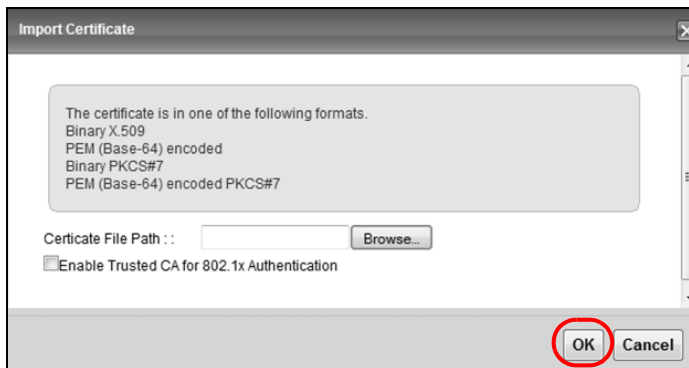 Import Certificate
The certificate is in one of the following formats.
Binary X.509
PEM (Base-64) encoded
Binary PKCS#7
PEM (Base-64) encoded PKCS#7
Certicate File Path : :
Browse...
Enable Trusted CA for 802.1x Authentication
OK Cancel